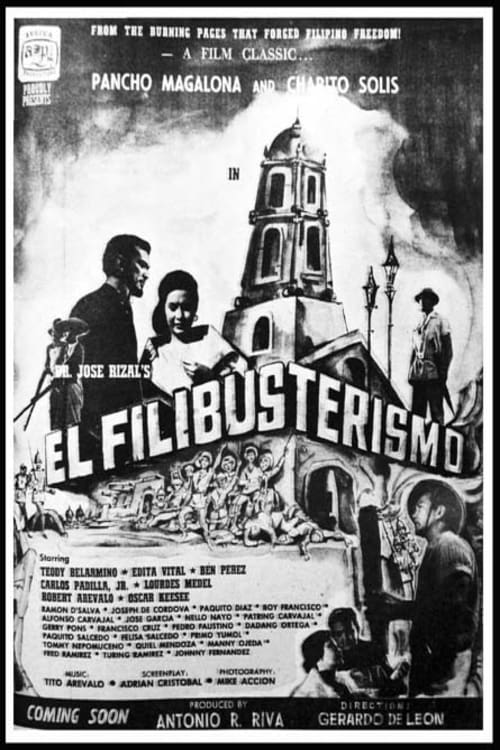 PROUDLY
PRESENTS
FROM THE BURNING PAGES THAT FORGED FILIPINO FREEDOM!
— A FILM CLASSIC...
PANCHO MAGALONA AND CHARITO SOLIS
IN
DR. JOSE RIZAL'S
EL FILIBUSTERISMO
Starring
TEDDY BELARMINO * EDITA VITAL * BEN PEREZ
CARLOS PADILLA, JR. * LOURDES MEDEL
ROBERT AREVALO * OSCAR KEESEE
RAMON D'SALVA * JOSEPH DE CORDOVA * PAQUITO DIAZ * ROY FRANCISCO *
ALFONSO CARVAJAL * JOSE GARCIA * NELLO MAYO * PATRING CARVAJAL *
GERRY PONS * FRANCISCO CRUZ * PEDRO FAUSTINO * DADANG ORTEGA *
PAQUITO SALCEDO * FELISA SALCEDO * PRIMO YUMOL *
TOMMY NEPOMUCENO * QUIEL MENDOZA * MANNY OJEDA *
FRED RAMIREZ * TURING RAMIREZ * JOHNNY FERNANDEZ
MUSIC: SCREENPLAY: PHOTOGRAPHY:
TITO AREVALO * ADRIAN CRISTOBAL * MIKE ACCION
COMING SOON
PRODUCED BY
ANTONIO R. RIVA
DIRECTION:
GERARDO DE LEON